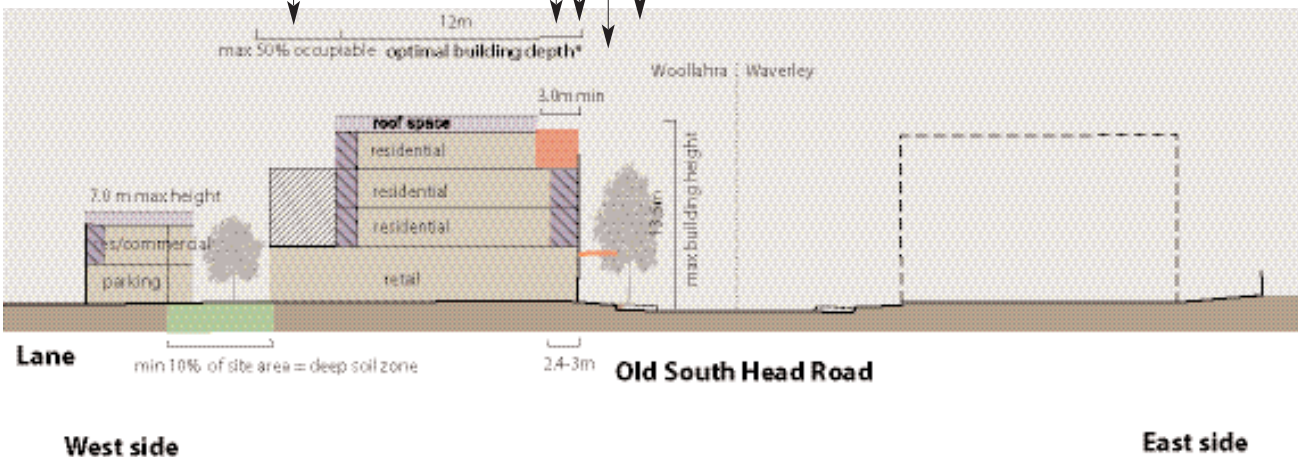 12m
max 50% occupiable optimal building depth*
Woollahra Waverley
3.0m min
roof space
residential
7.0 m max height
residential
13.5m
max building height
residential
es/commercial
parking
retail
Lane
min 10% of site area = deep soil zone
2.4-3m
Old South Head Road
West side
East side